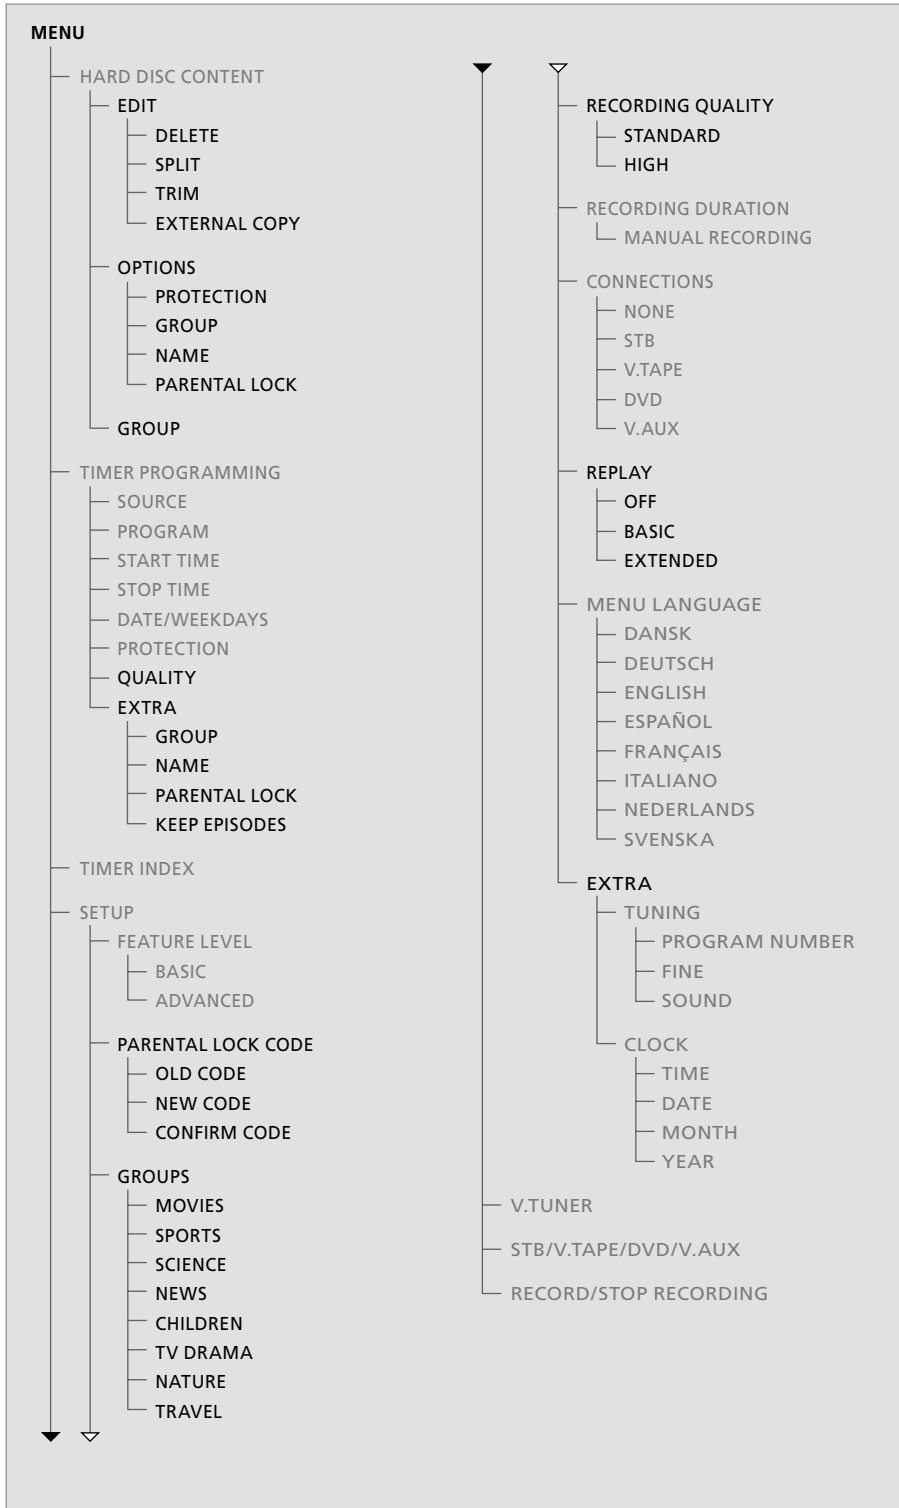 MENU
HARD DISC CONTENT
EDIT
DELETE
SPLIT
TRIM
EXTERNAL COPY
OPTIONS
PROTECTION
GROUP
NAME
PARENTAL LOCK
GROUP
TIMER PROGRAMMING
SOURCE
PROGRAM
START TIME
STOP TIME
DATE/WEEKDAYS
PROTECTION
QUALITY
EXTRA
GROUP
NAME
PARENTAL LOCK
KEEP EPISODES
TIMER INDEX
SETUP
FEATURE LEVEL
BASIC
ADVANCED
PARENTAL LOCK CODE
OLD CODE
NEW CODE
CONFIRM CODE
GROUPS
MOVIES
SPORTS
SCIENCE
NEWS
CHILDREN
TV DRAMA
NATURE
TRAVEL
RECORDING QUALITY
STANDARD
HIGH
RECORDING DURATION
MANUAL RECORDING
CONNECTIONS
NONE
STB
V.TAPE
DVD
V.AUX
REPLAY
OFF
BASIC
EXTENDED
MENU LANGUAGE
DANSK
DEUTSCH
ENGLISH
ESPAÑOL
FRANÇAIS
ITALIANO
NEDERLANDS
SVENSKA
EXTRA
TUNING
PROGRAM NUMBER
FINE
SOUND
CLOCK
TIME
DATE
MONTH
YEAR
V.TUNER
STB/V.TAPE/DVD/V.AUX
RECORD/STOP RECORDING